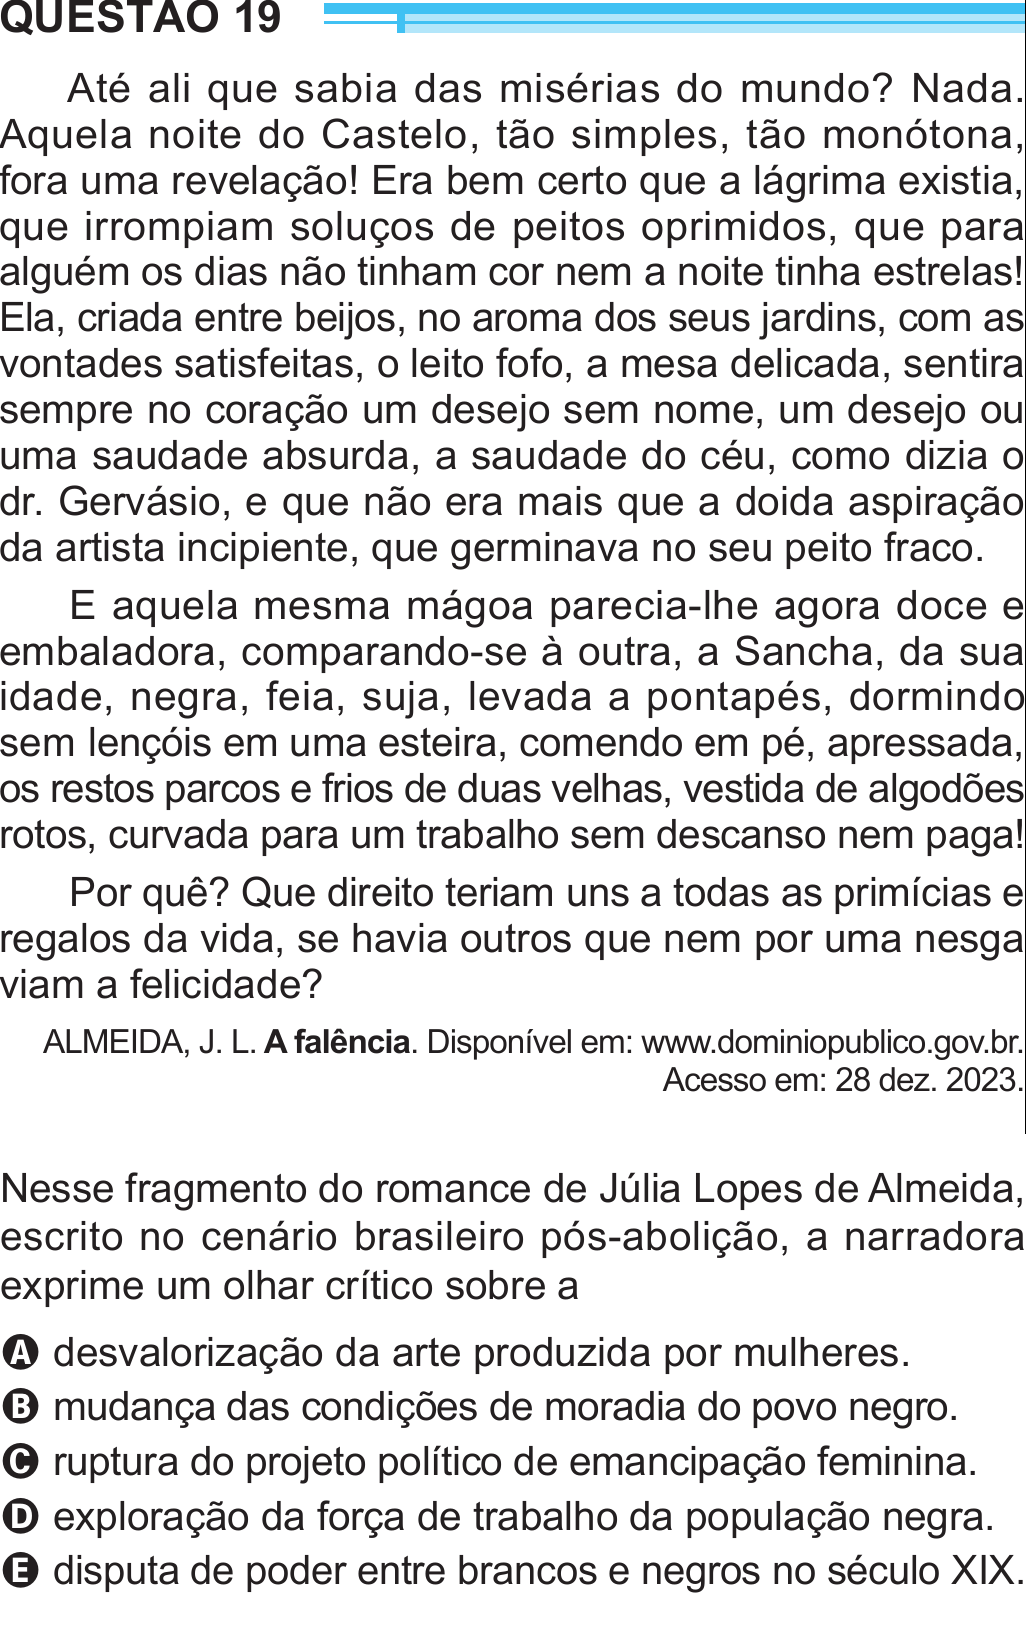 QUESTÃO 19
Até ali que sabia das misérias do mundo? Nada.
Aquela noite do Castelo, tão simples, tão monótona,
fora uma revelação! Era bem certo que a lágrima existia,
que irrompiam soluços de peitos oprimidos, que para
alguém os dias não tinham cor nem a noite tinha estrelas!
Ela, criada entre beijos, no aroma dos seus jardins, com as
vontades satisfeitas, o leito fofo, a mesa delicada, sentira
sempre no coração um desejo sem nome, um desejo ou
uma saudade absurda, a saudade do céu, como dizia o
dr. Gervásio, e que não era mais que a doida aspiração
da artista incipiente, que germinava no seu peito fraco.
E aquela mesma mágoa parecia-lhe agora doce e
embaladora, comparando-se à outra, a Sancha, da sua
idade, negra, feia, suja, levada a pontapés, dormindo
sem lençóis em uma esteira, comendo em pé, apressada,
os restos parcos e frios de duas velhas, vestida de algodões
rotos, curvada para um trabalho sem descanso nem paga!
Por quê? Que direito teriam uns a todas as primícias e
regalos da vida, se havia outros que nem por uma nesga
viam a felicidade?
ALMEIDA, J. L. A falência. Disponível em: www.dominiopublico.gov.br.
Acesso em: 28 dez. 2023.
Nesse fragmento do romance de Júlia Lopes de Almeida,
escrito no cenário brasileiro pós-abolição, a narradora
exprime um olhar crítico sobre a
A desvalorização da arte produzida por mulheres.
B mudança das condições de moradia do povo negro.
C ruptura do projeto político de emancipação feminina.
D exploração da força de trabalho da população negra.
E disputa de poder entre brancos e negros no século XIX.